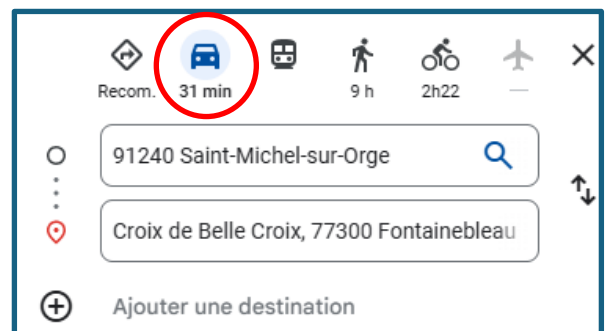 Recom. 31 min 9 h 2h22 —
91240 Saint-Michel-sur-Orge
Croix de Belle Croix, 77300 Fontainebleau
Ajouter une destination